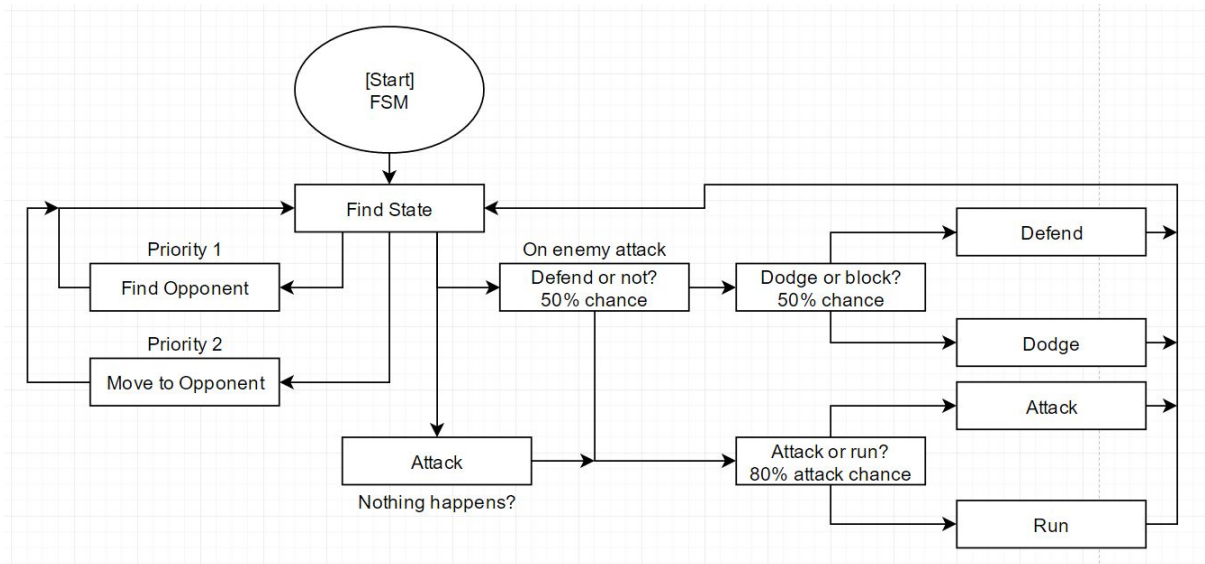 [Start]
FSM
Find State
Priority 1
Find Opponent
Priority 2
Move to Opponent
On enemy attack
Defend or not?
50% chance
Dodge or block?
50% chance
Defend
Dodge
Attack
Nothing happens?
Attack or run?
80% attack chance
Attack
Run